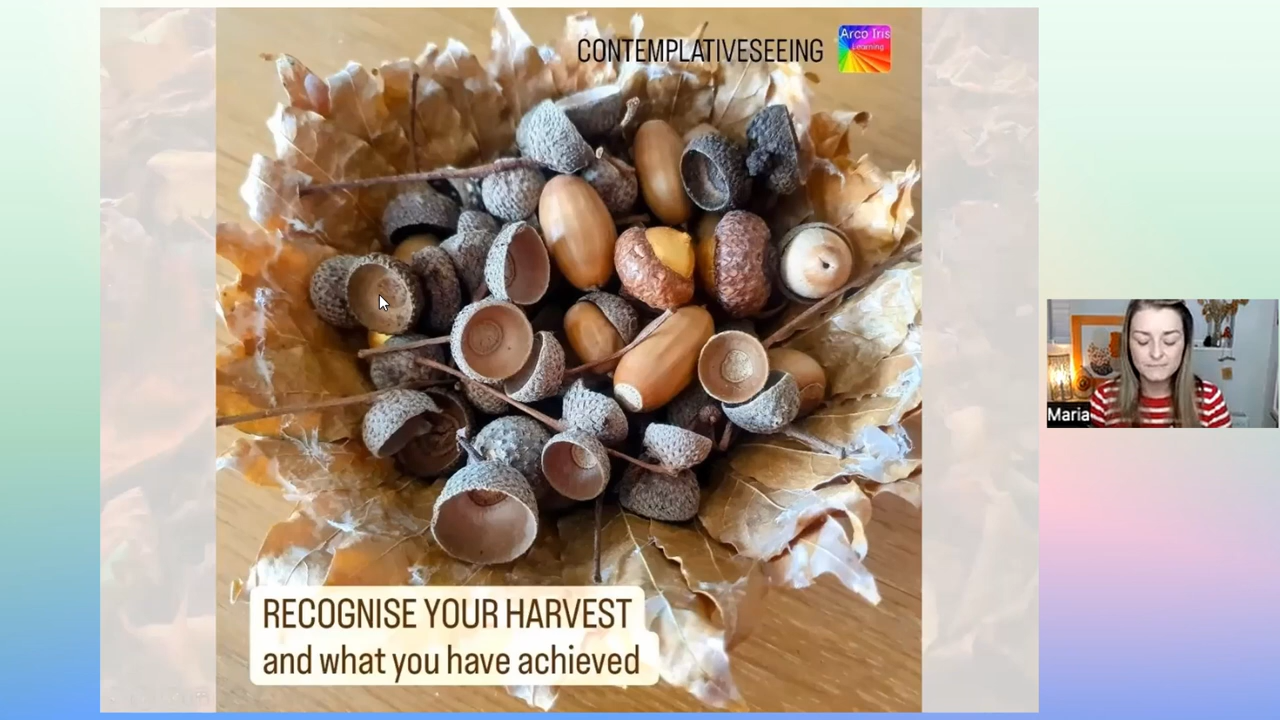 CONTEMPLATIVESEEING
Arco Iris
Learning
Maria
RECOGNISE YOUR HARVEST
and what you have achieved